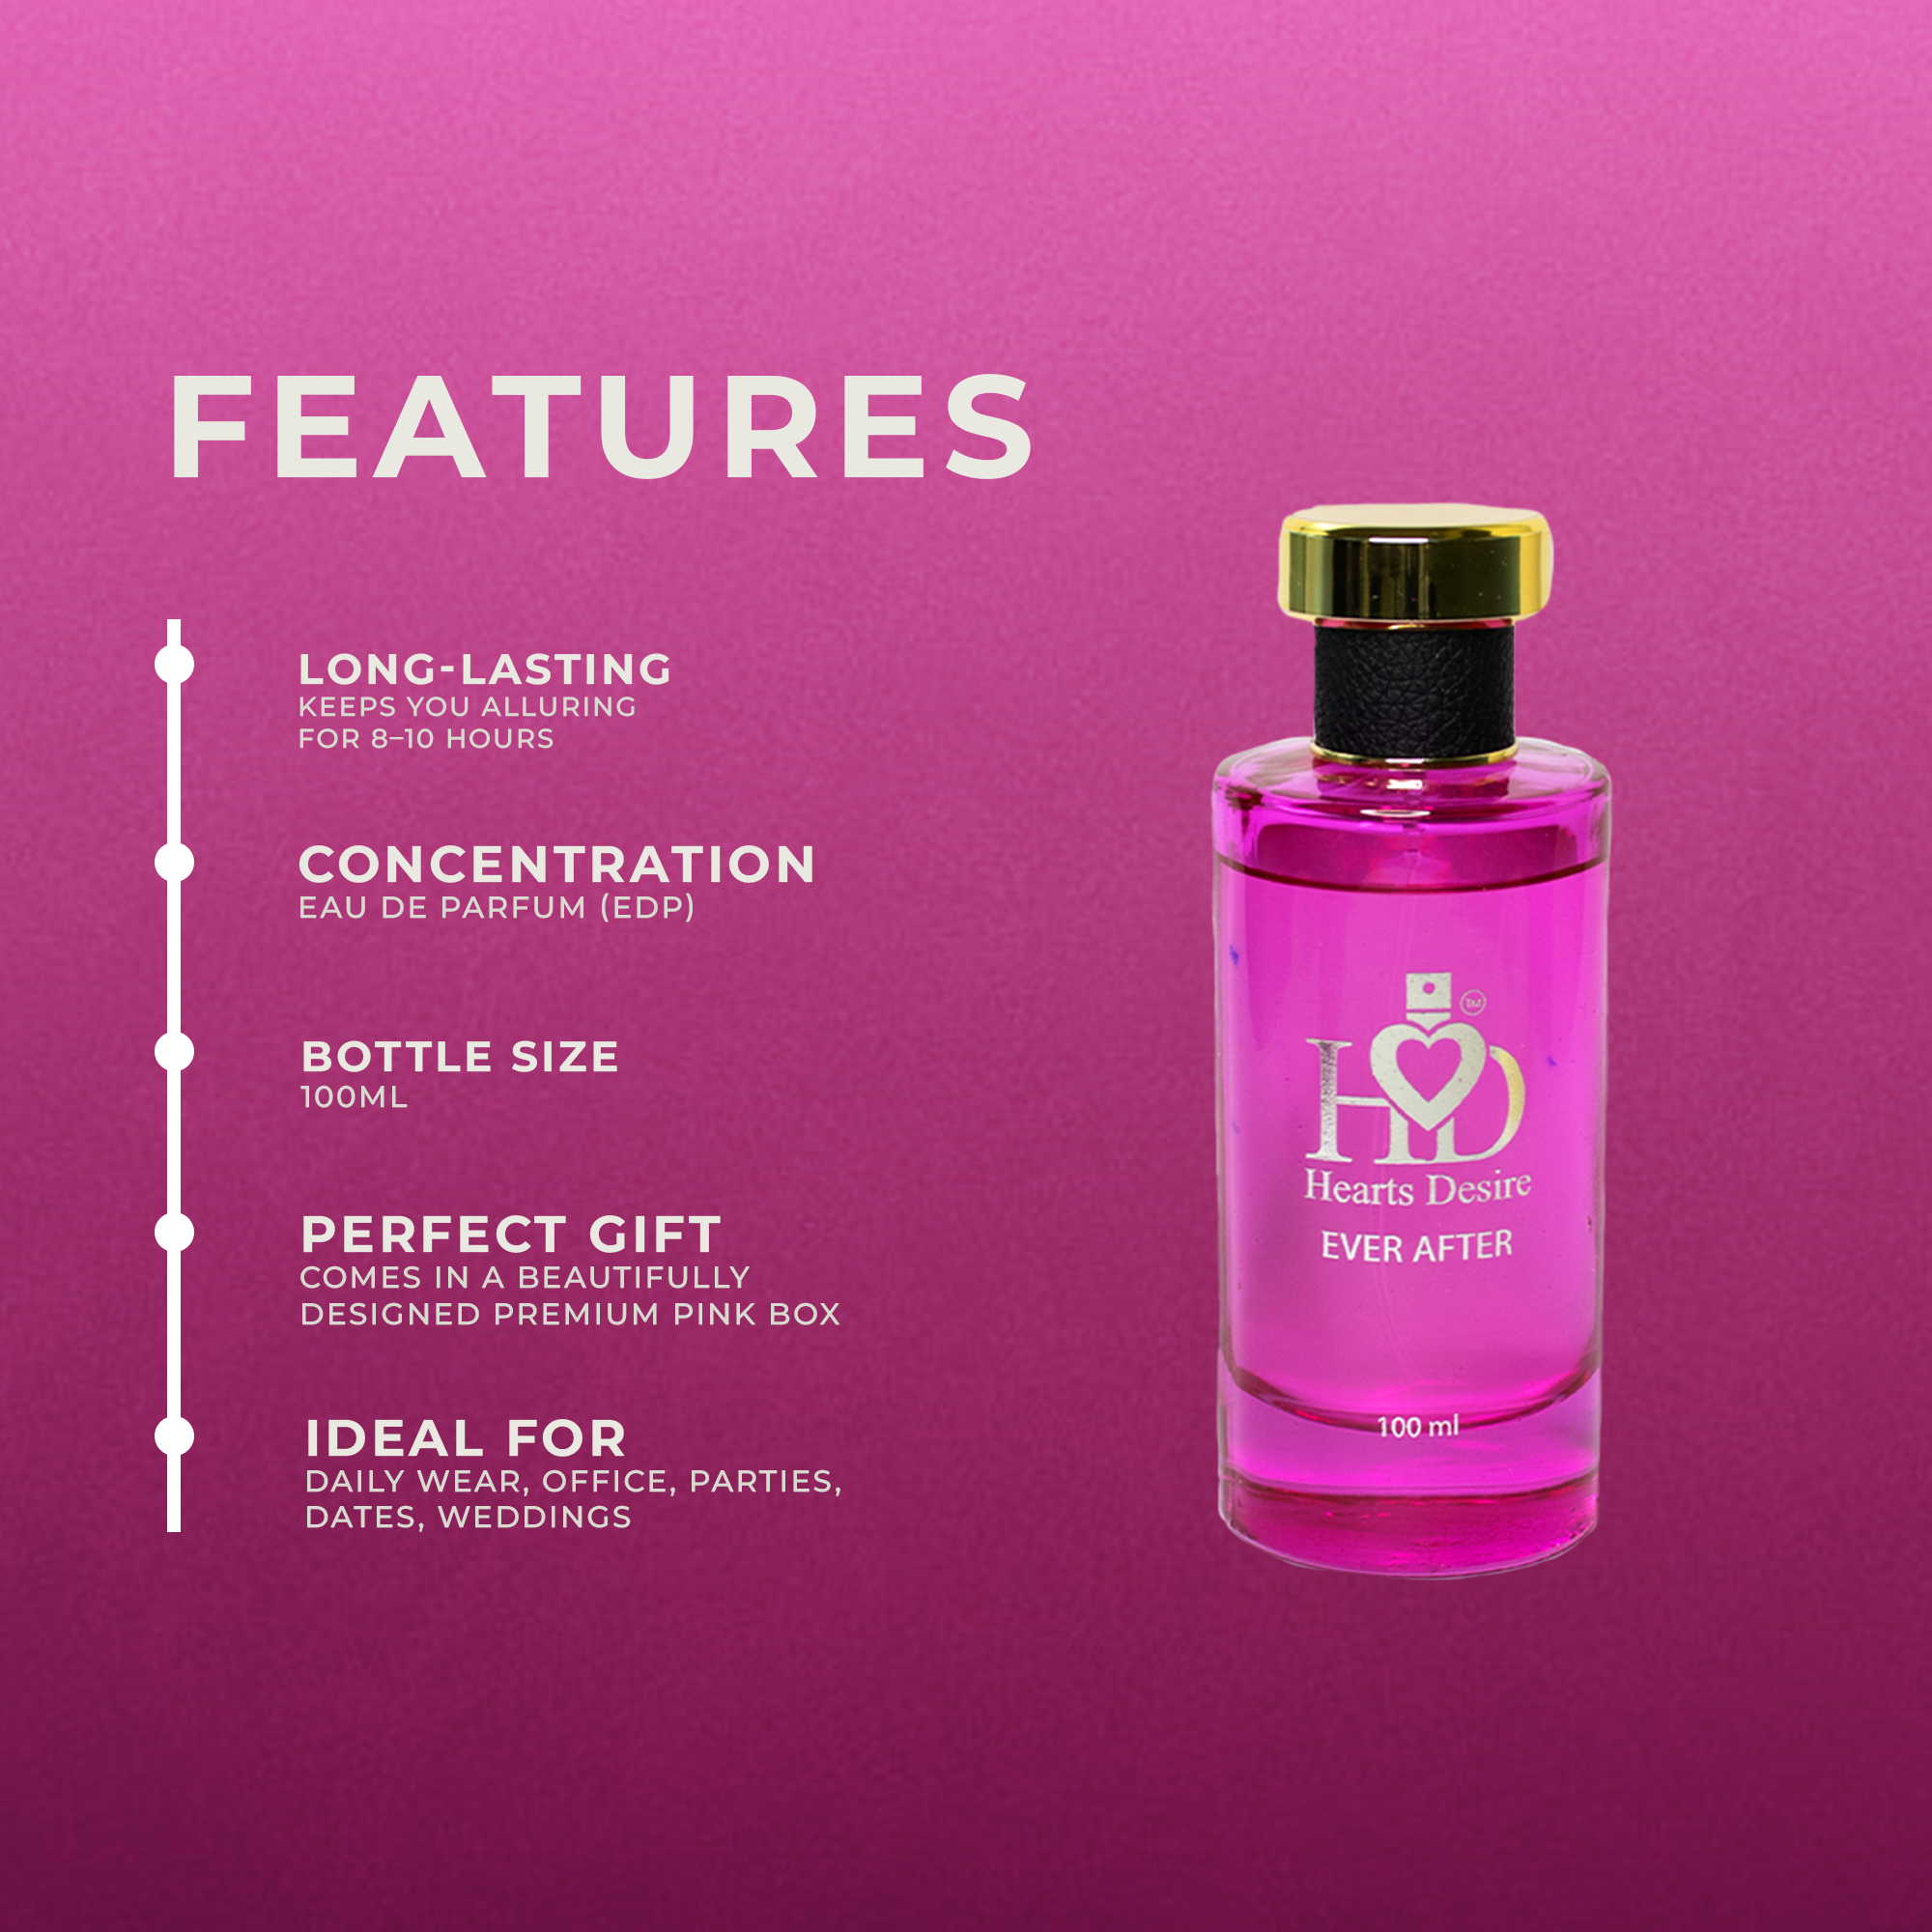 FEATURES
LONG-LASTING
KEEPS YOU ALLURING
FOR 8–10 HOURS
CONCENTRATION
EAU DE PARFUM (EDP)
BOTTLE SIZE
100ML
PERFECT GIFT
COMES IN A BEAUTIFULLY
DESIGNED PREMIUM PINK BOX
IDEAL FOR
DAILY WEAR, OFFICE, PARTIES,
DATES, WEDDINGS
TM
HD
Hearts Desire
EVER AFTER
100 ml